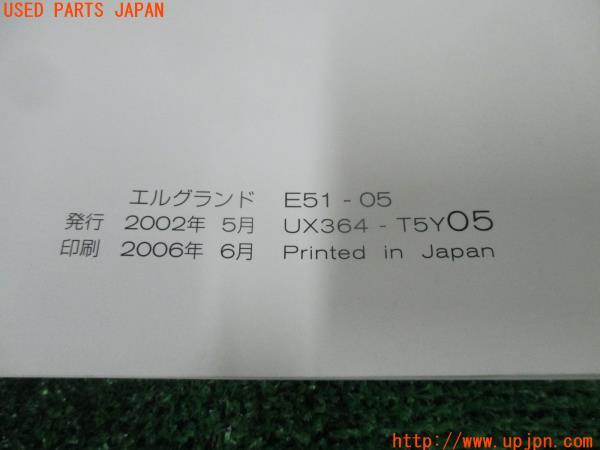 USED PARTS JAPAN
エルグランド E51 - 05
発行 2002年 5月 UX364 - T5Y05
印刷 2006年 6月 Printed in Japan
http://www.upjpn.com/